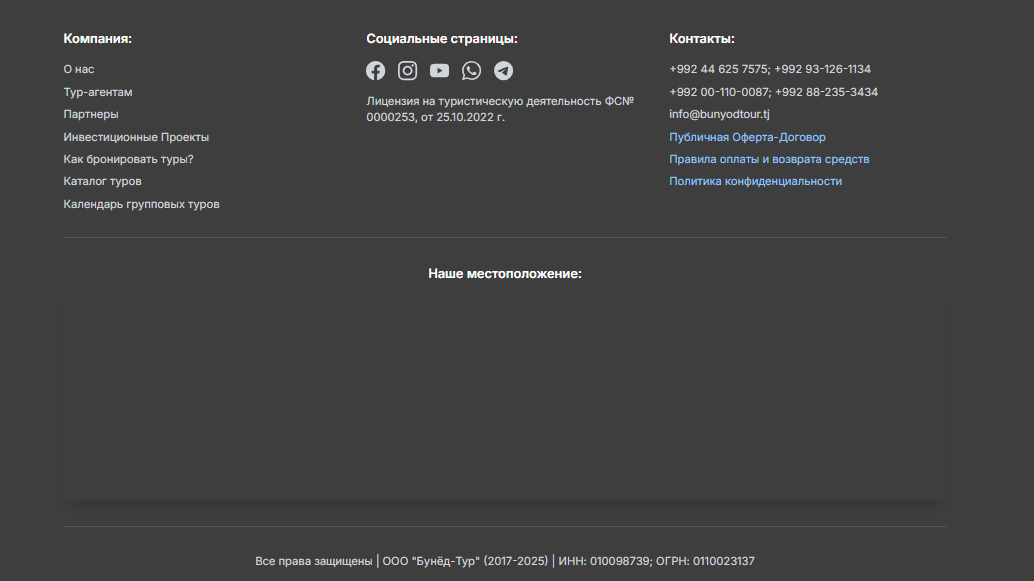 Компания:
О нас
Тур-агентам
Партнеры
Инвестиционные Проекты
Как бронировать туры?
Каталог туров
Календарь групповых туров
Социальные страницы:
Лицензия на туристическую деятельность ФС№
0000253, от 25.10.2022 г.
Контакты:
+992 44 625 7575; +992 93-126-1134
+992 00-110-0087; +992 88-235-3434
info@bunyodtour.tj
Публичная Оферта-Договор
Правила оплаты и возврата средств
Политика конфиденциальности
Наше местоположение:
Все права защищены | ООО "Бунёд-Тур" (2017-2025) | ИНН: 010098739; ОГРН: 0110023137